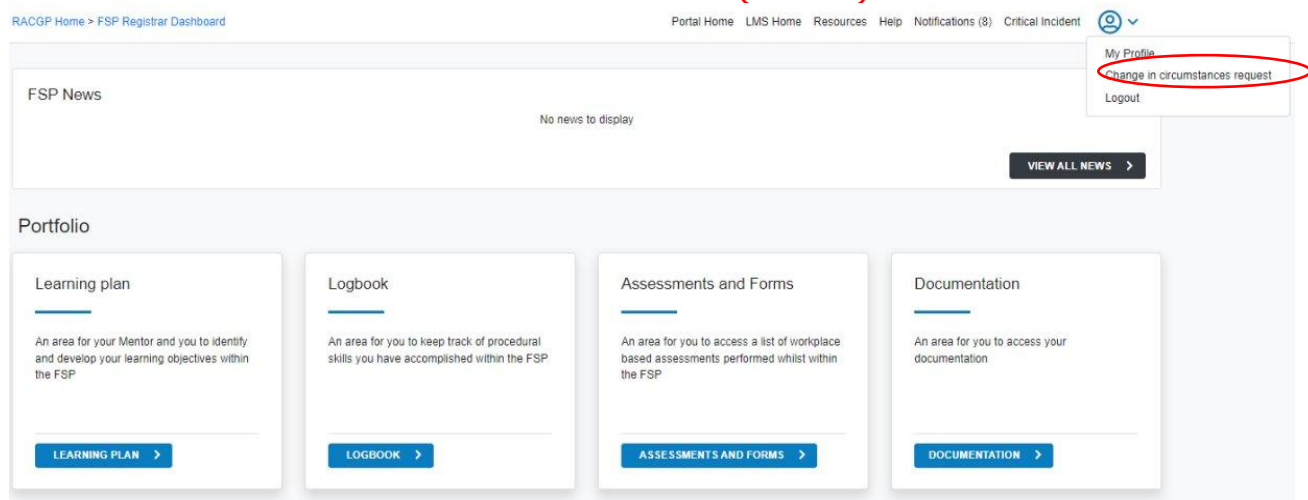 RACGP Home > FSP Registrar Dashboard
Portal Home LMS Home Resources Help Notifications (8) Critical Incident
My Profile
Change in circumstances request
Logout
FSP News
No news to display
VIEW ALL NEWS >
Portfolio
Learning plan
An area for your Mentor and you to identify
and develop your learning objectives within
the FSP
LEARNING PLAN >
Logbook
An area for you to keep track of procedural
skills you have accomplished within the FSP
LOGBOOK >
Assessments and Forms
An area for you to access a list of workplace
based assessments performed whilst within
the FSP
ASSESSMENTS AND FORMS >
Documentation
An area for you to access your
documentation
DOCUMENTATION >